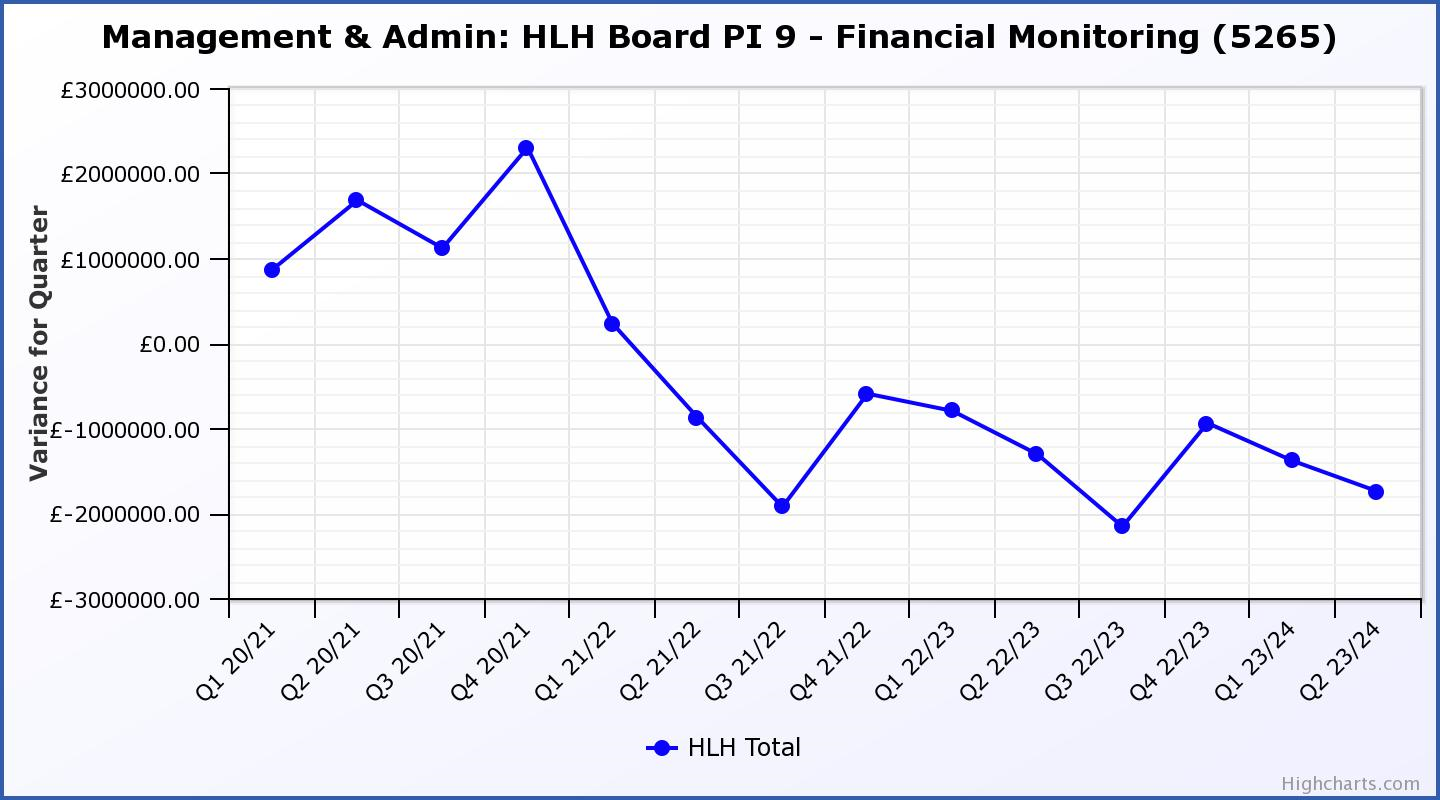 Management & Admin: HLH Board PI 9 - Financial Monitoring (5265)
£3000000.00
£2000000.00
£1000000.00
£0.00
£-1000000.00
£-2000000.00
£-3000000.00
Variance for Quarter
Q1 20/21
Q2 20/21
Q3 20/21
Q4 20/21
Q1 21/22
Q2 21/22
Q3 21/22
Q4 21/22
Q1 22/23
Q2 22/23
Q3 22/23
Q4 22/23
Q1 23/24
Q2 23/24
HLH Total
Highcharts.com